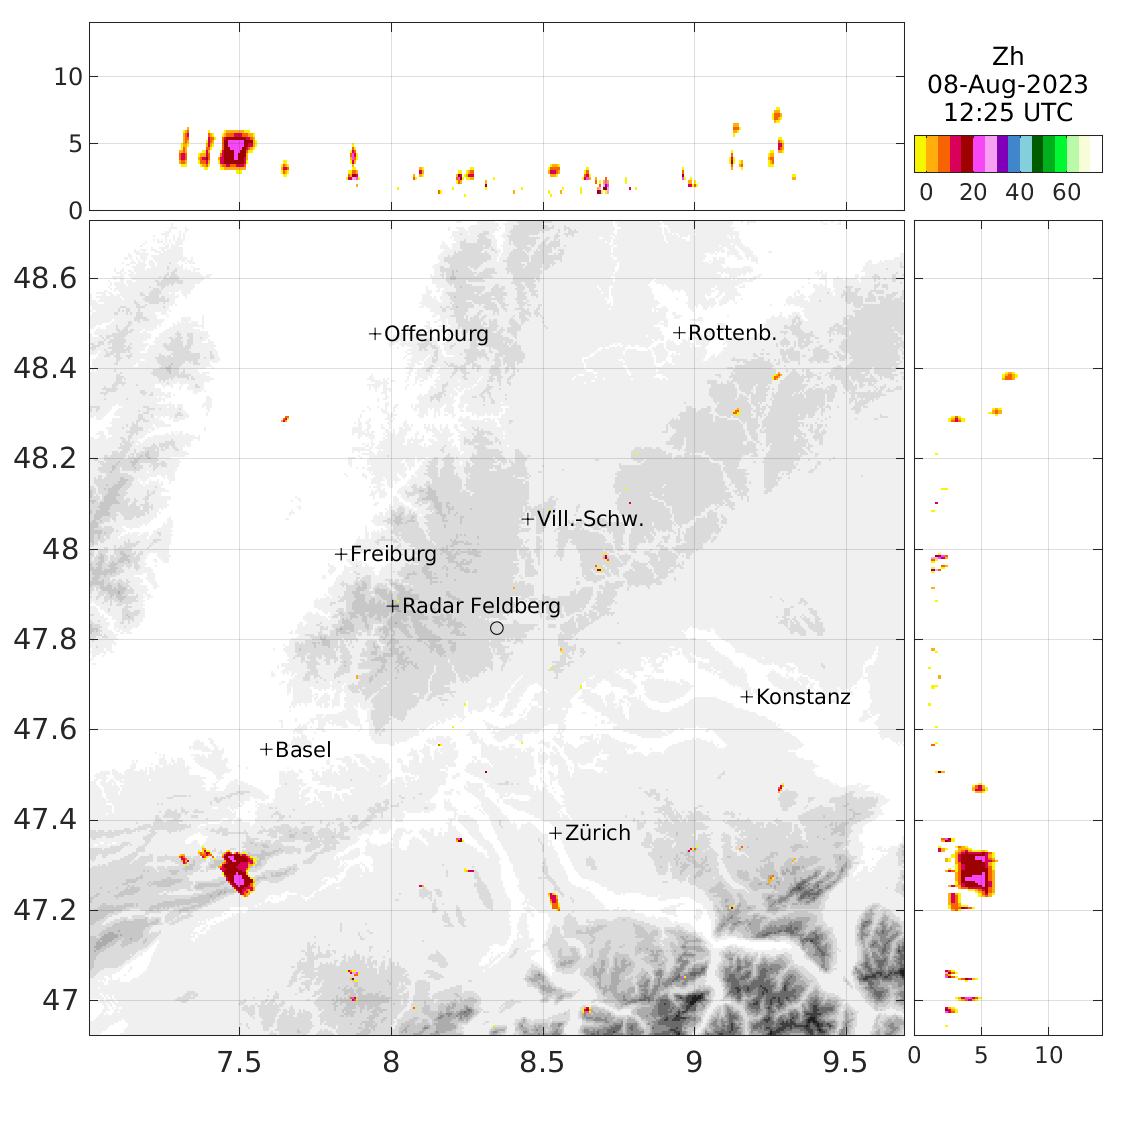 Zh
08-Aug-2023
12:25 UTC
0 20 40 60
10
5
0
48.6
48.4
48.2
48
47.8
47.6
47.4
47.2
47
Offenburg
Rottenb.
Vill.-Schw.
Freiburg
Radar Feldberg
Konstanz
Basel
Zürich
7.5 8 8.5 9 9.5
0 5 10